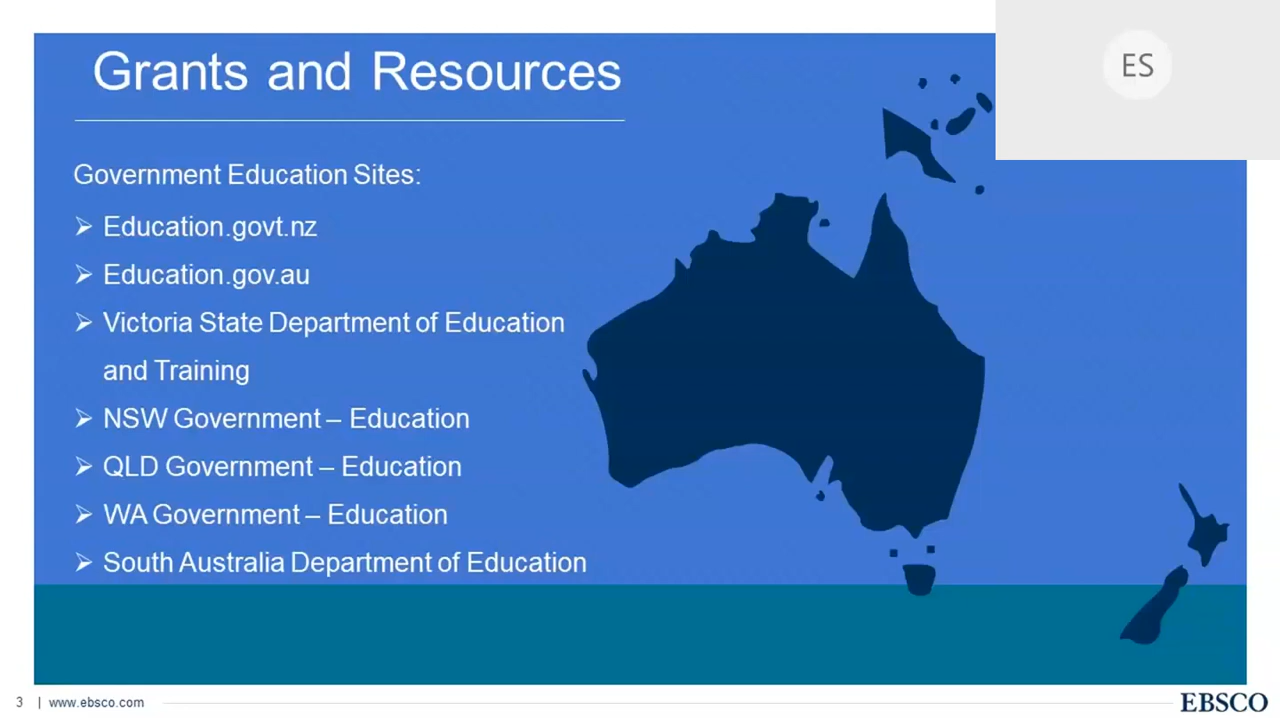 Grants and Resources
ES
Government Education Sites:
➢ Education.govt.nz
➢ Education.gov.au
➢ Victoria State Department of Education
and Training
➢ NSW Government – Education
➢ QLD Government – Education
➢ WA Government – Education
➢ South Australia Department of Education
3 | www.ebsco.com
EBSCO